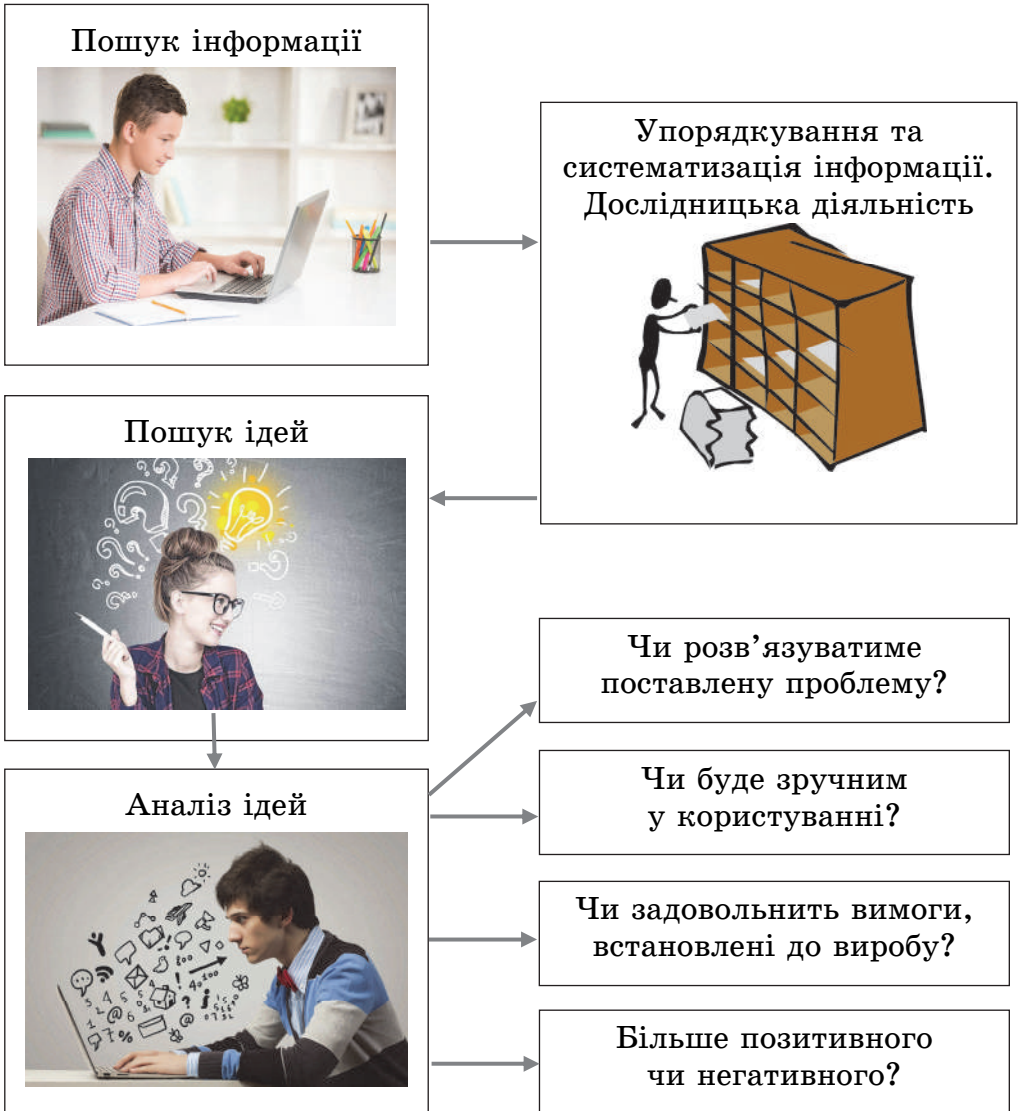 Пошук інформації
Упорядкування та
систематизація інформації.
Дослідницька діяльність
Пошук ідей
Аналіз ідей
Чи розв’язуватиме
поставлену проблему?
Чи буде зручним
у користуванні?
Чи задовольнить вимоги,
встановлені до виробу?
Більше позитивного
чи негативного?